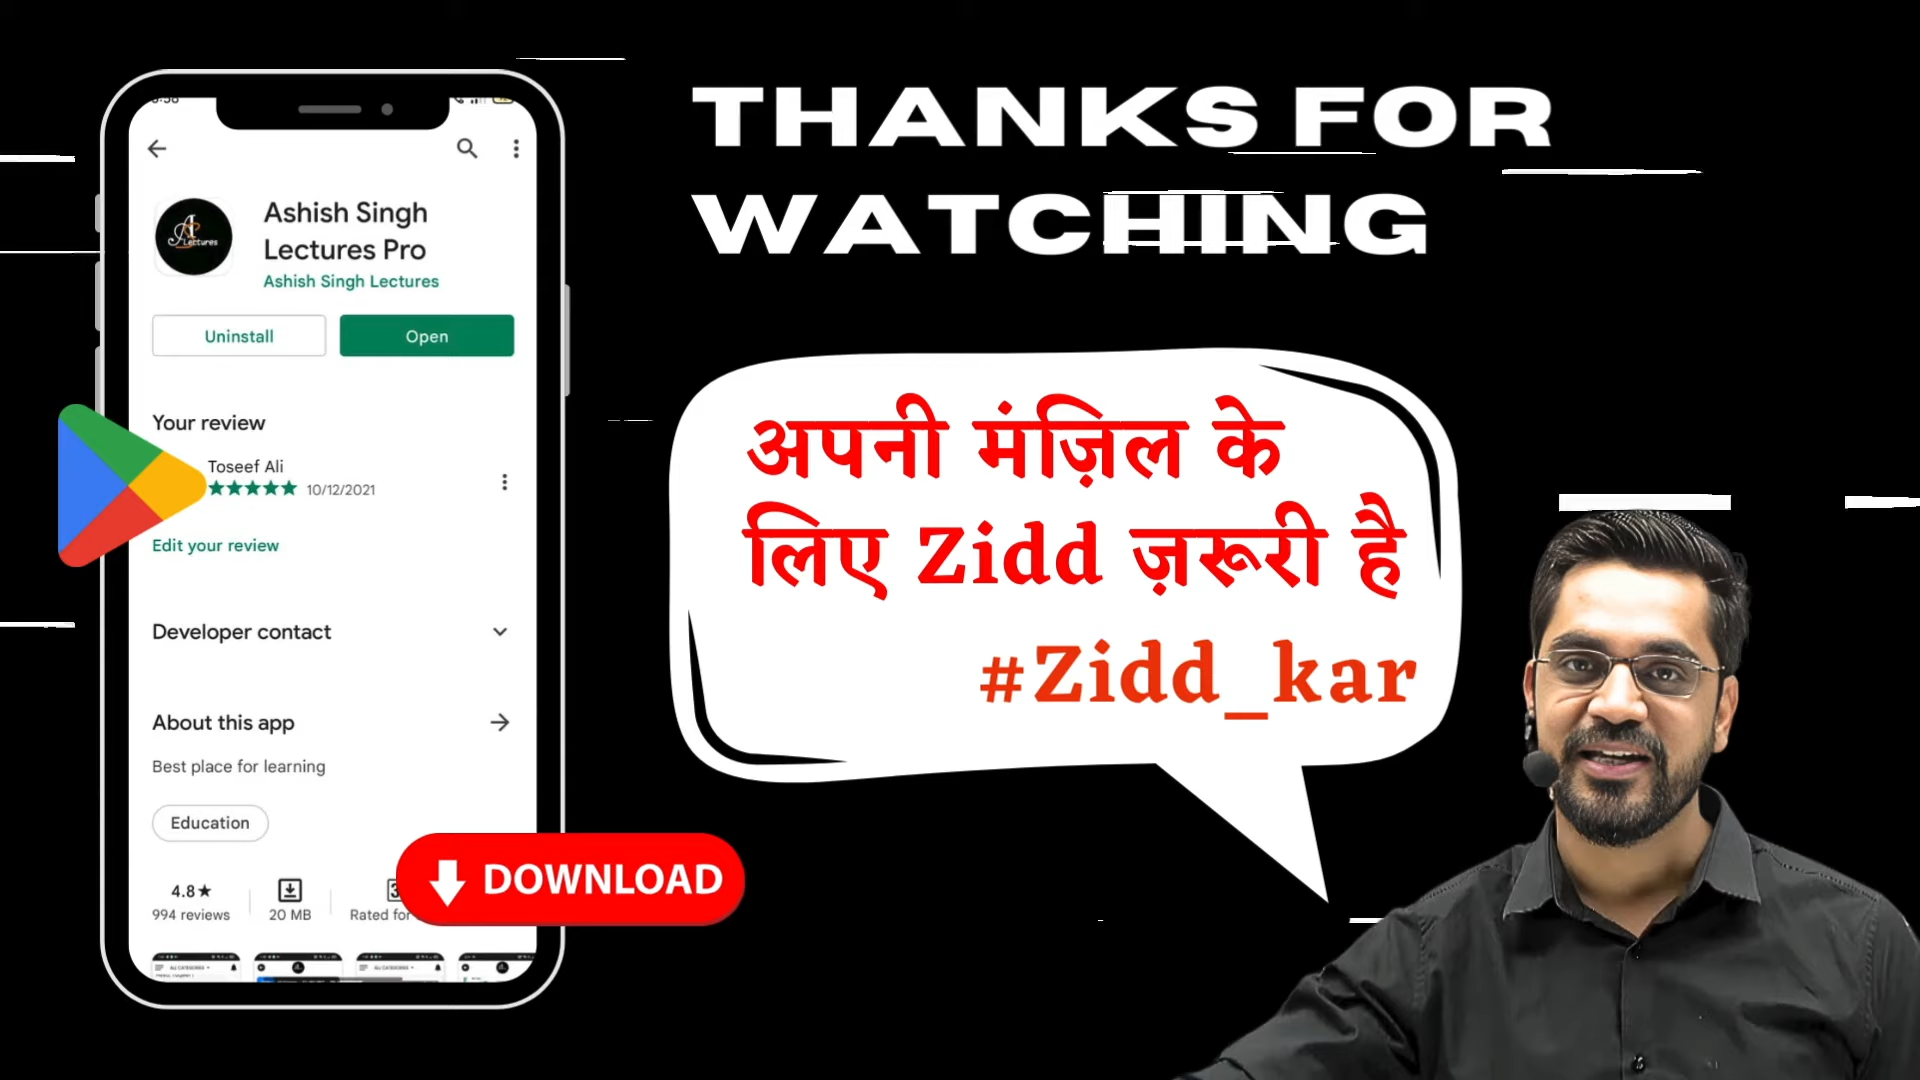 THANKS FOR
WATCHING
Ashish Singh
Lectures Pro
Ashish Singh Lectures
Lectures
Uninstall
Open
Your review
Toseef Ali
10/12/2021
Edit your review
Developer contact
About this app
Best place for learning
Education
4.8★
994 reviews
20 MB
Rated for
DOWNLOAD
अपनी मंज़िल के
लिए Zidd ज़रूरी है
#Zidd_kar